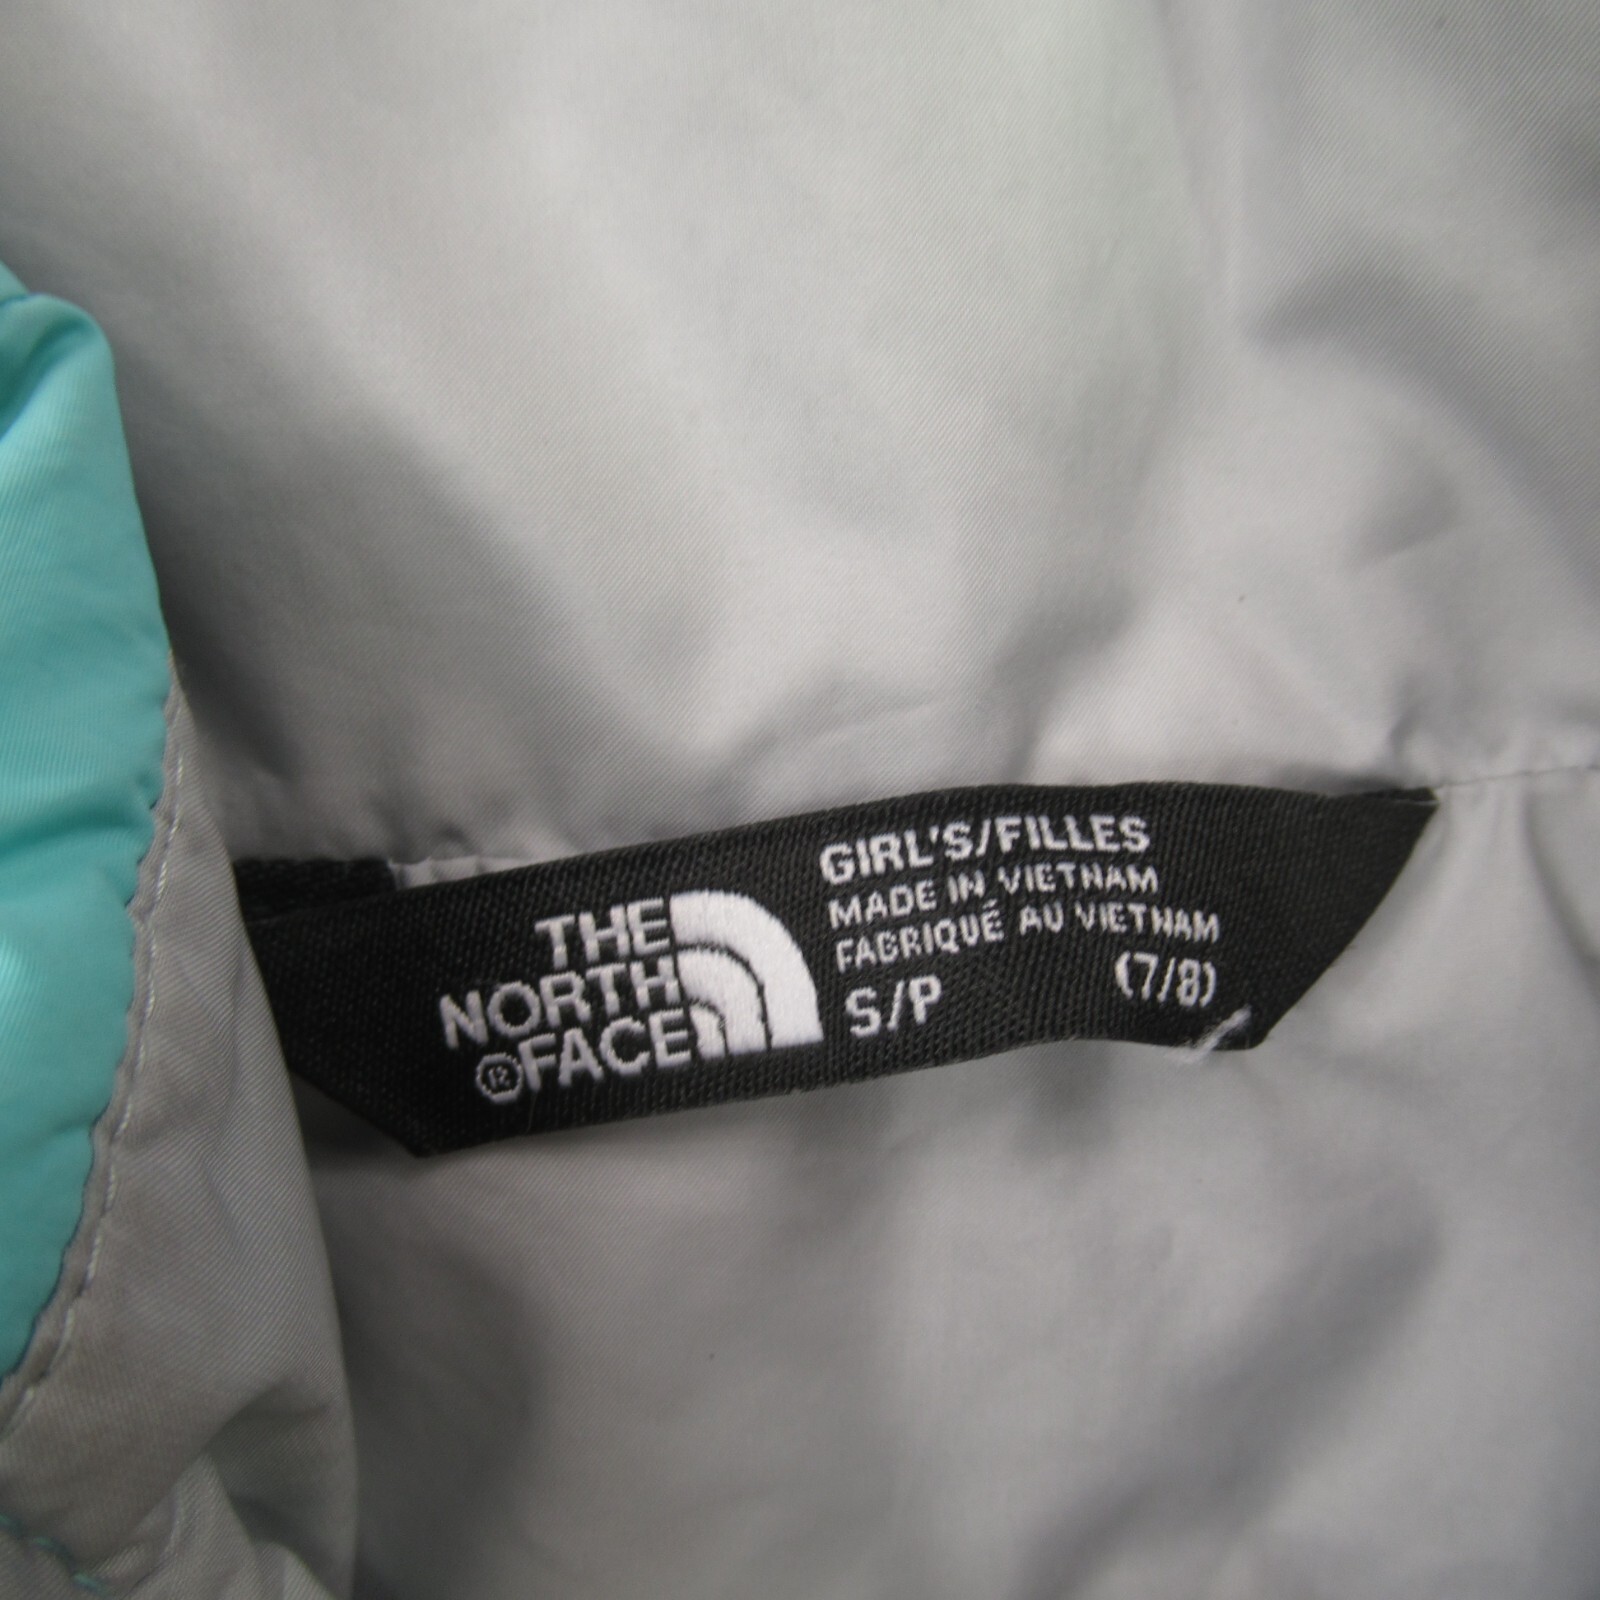 THE
NORTH
®FACE
GIRL'S/FILLES
MADE IN VIETNAM
FABRIQUÉ AU VIETNAM
S/P (7/8)